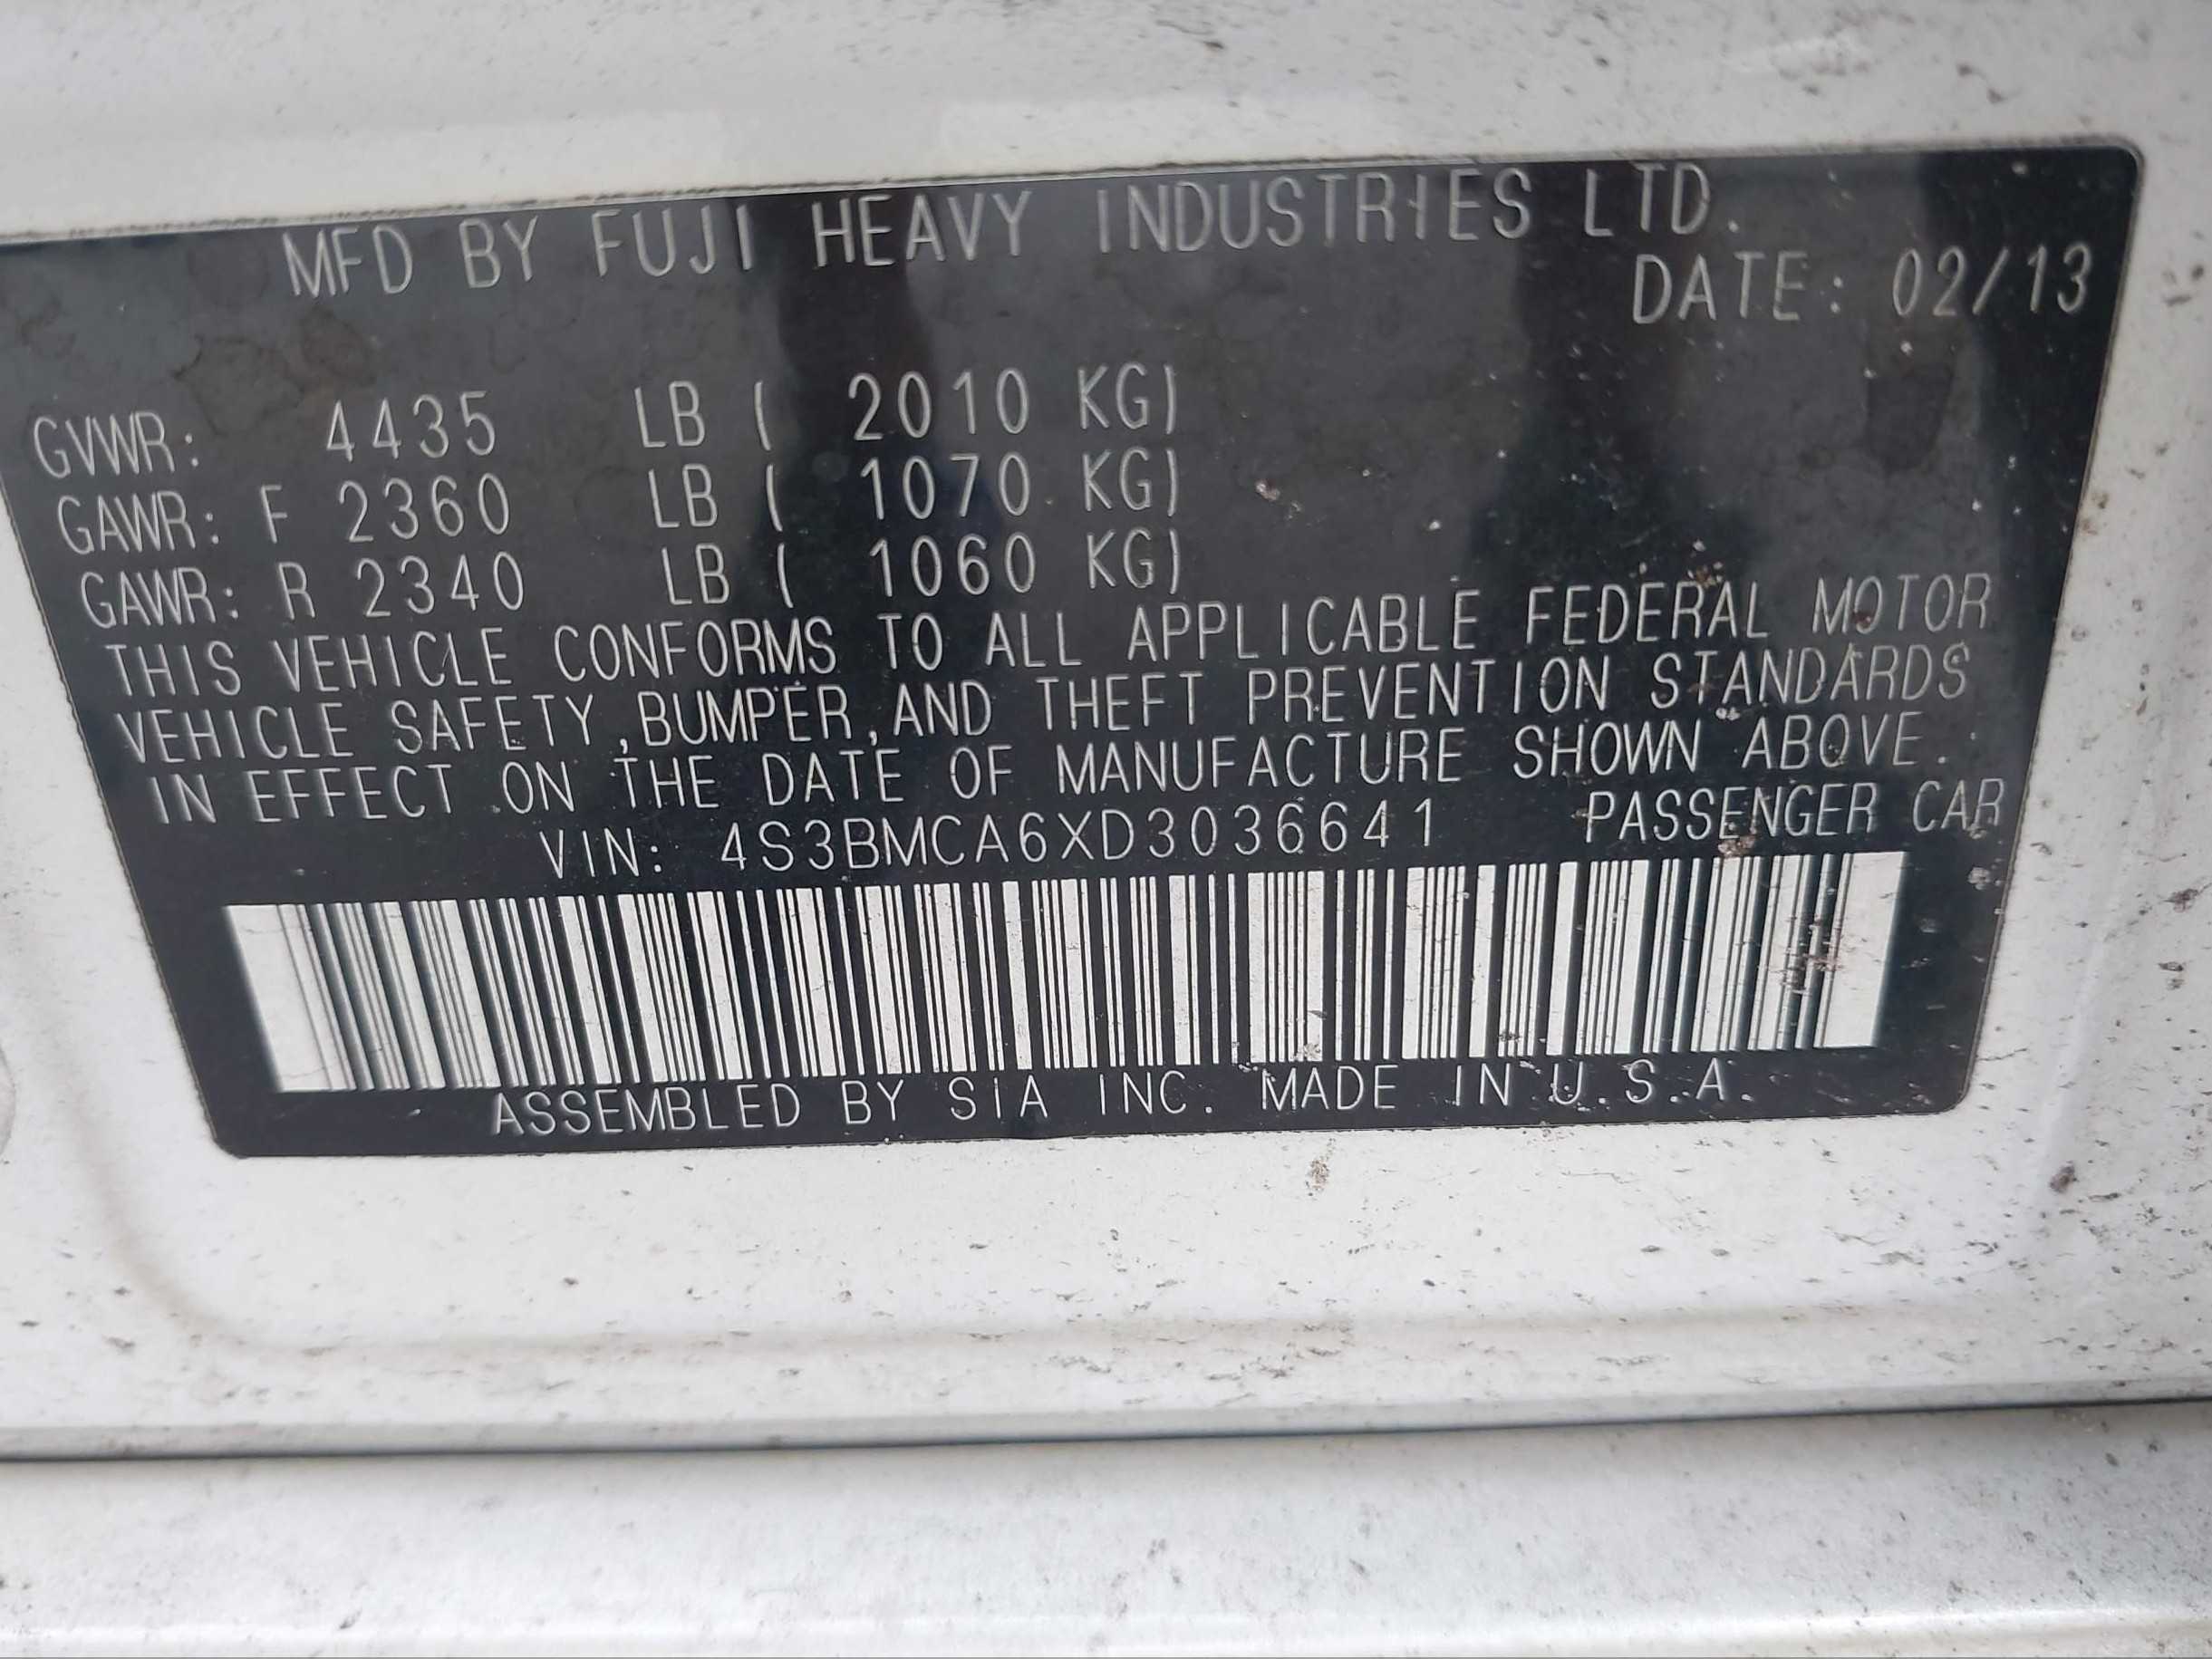 MFD BY FUJI HEAVY INDUSTRIES LTD.
DATE: 02/13
GVWR: 4435 LB ( 2010 KG)
GAWR: F 2360 LB ( 1070 KG)
GAWR: R 2340 LB ( 1060 KG)
THIS VEHICLE CONFORMS TO ALL APPLICABLE FEDERAL MOTOR
VEHICLE SAFETY,BUMPER,AND THEFT PREVENTION STANDARDS
IN EFFECT ON THE DATE OF MANUFACTURE SHOWN ABOVE.
VIN: 4S3BMCA6XD3036641 PASSENGER CAR
ASSEMBLED BY SIA INC. MADE IN U.S.A.